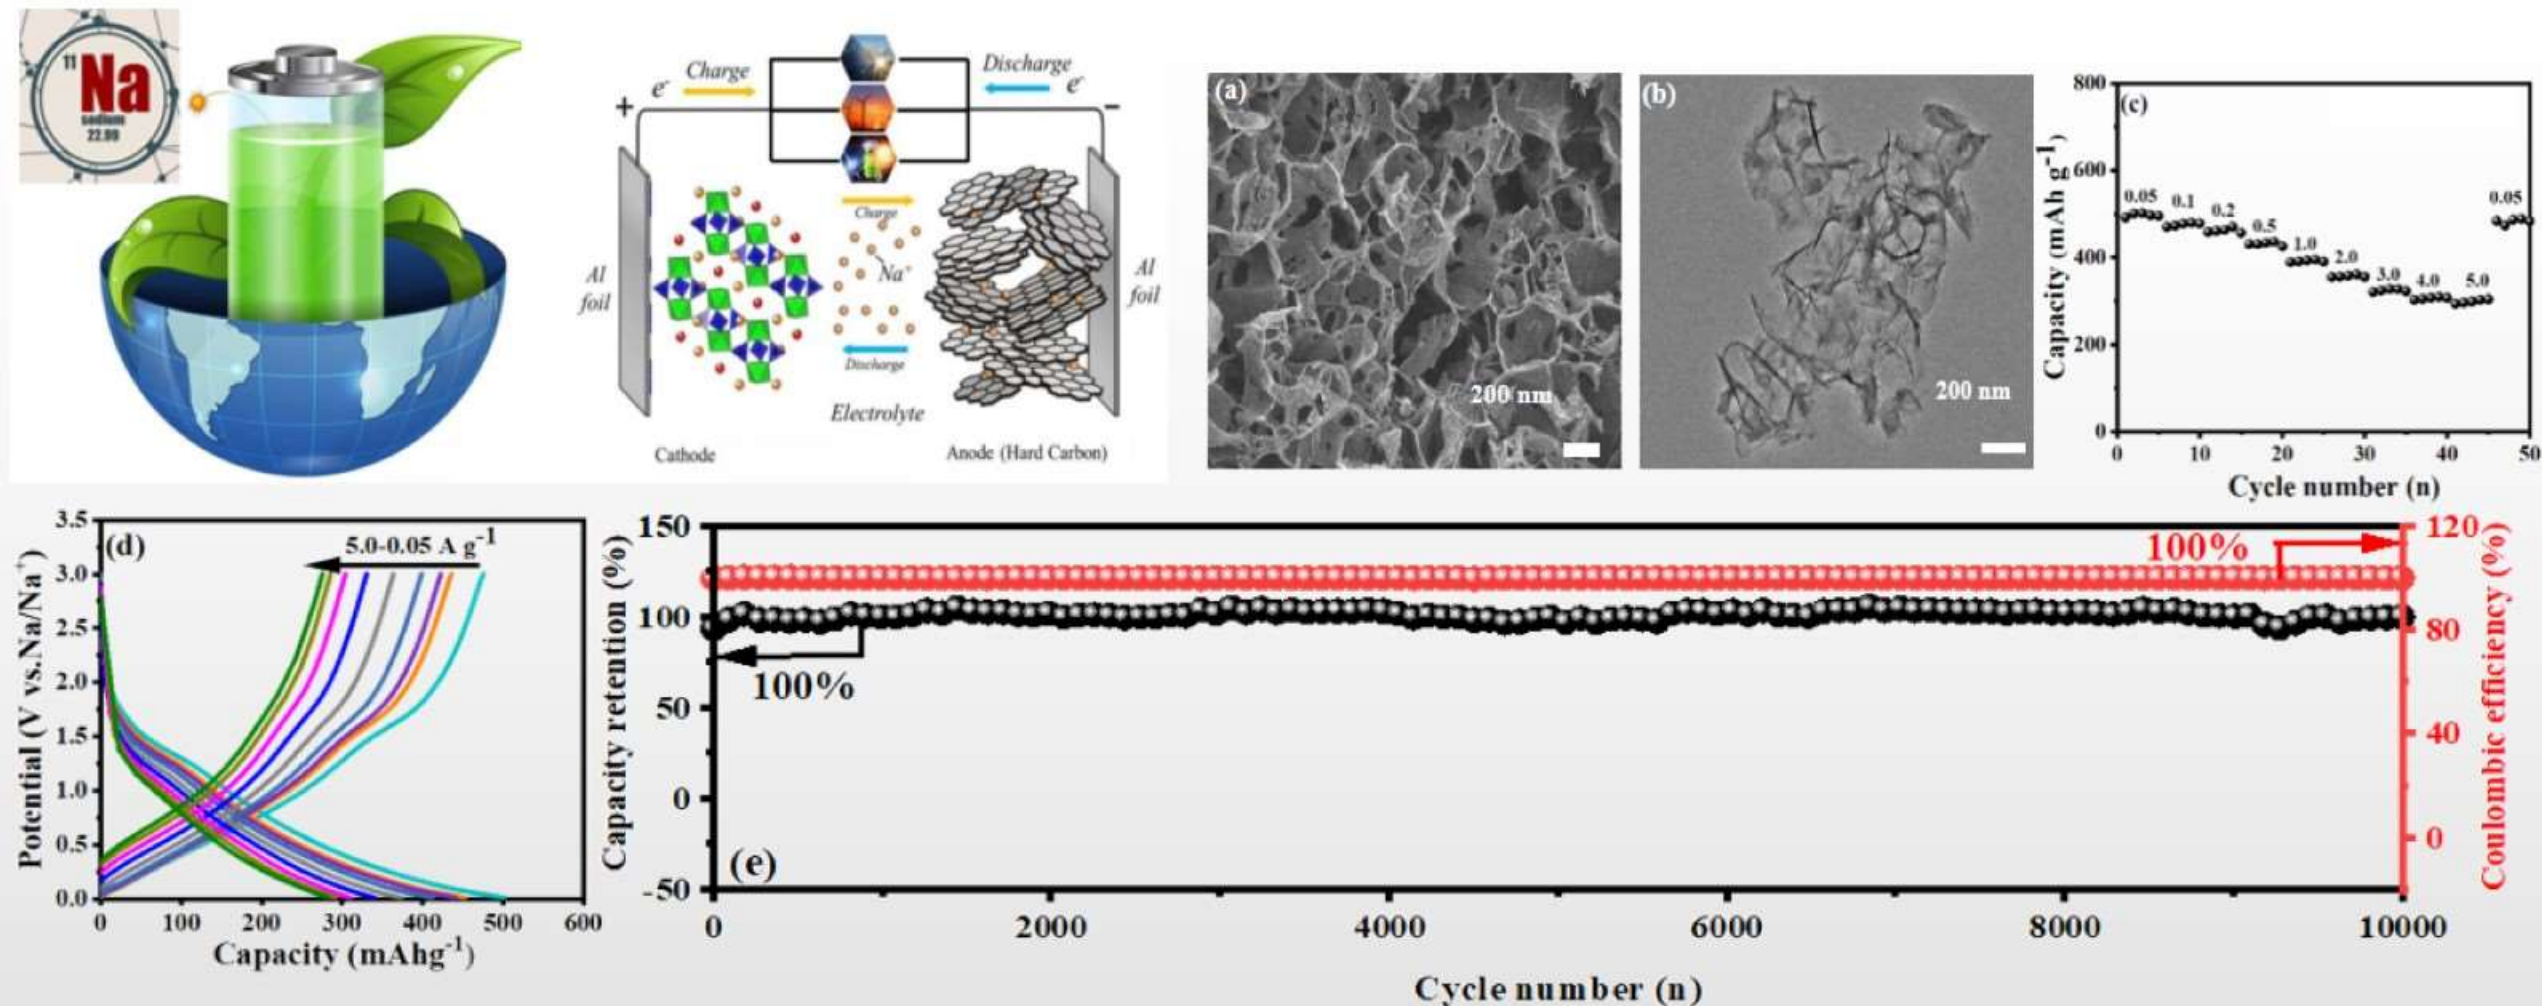 11
Na
sodium
22.99
Charge
Discharge
e⁻
e⁻
+
−
Charge
Na⁺
Al
foil
Al
foil
Discharge
Electrolyte
Cathode
Anode (Hard Carbon)
(a)
200 nm
(b)
200 nm
(c)
Capacity (mAh g⁻¹)
800
600
400
200
0
0.05
0.1
0.2
0.5
1.0
2.0
3.0
4.0
5.0
0.05
0 10 20 30 40 50
Cycle number (n)
(d)
5.0-0.05 A g⁻¹
Potential (V vs.Na/Na⁺)
3.5
3.0
2.5
2.0
1.5
1.0
0.5
0.0
0 100 200 300 400 500 600
Capacity (mAhg⁻¹)
Capacity retention (%)
150
100
50
0
-50
100%
100%
(e)
120
80
40
0
Coulombic efficiency (%)
0 2000 4000 6000 8000 10000
Cycle number (n)